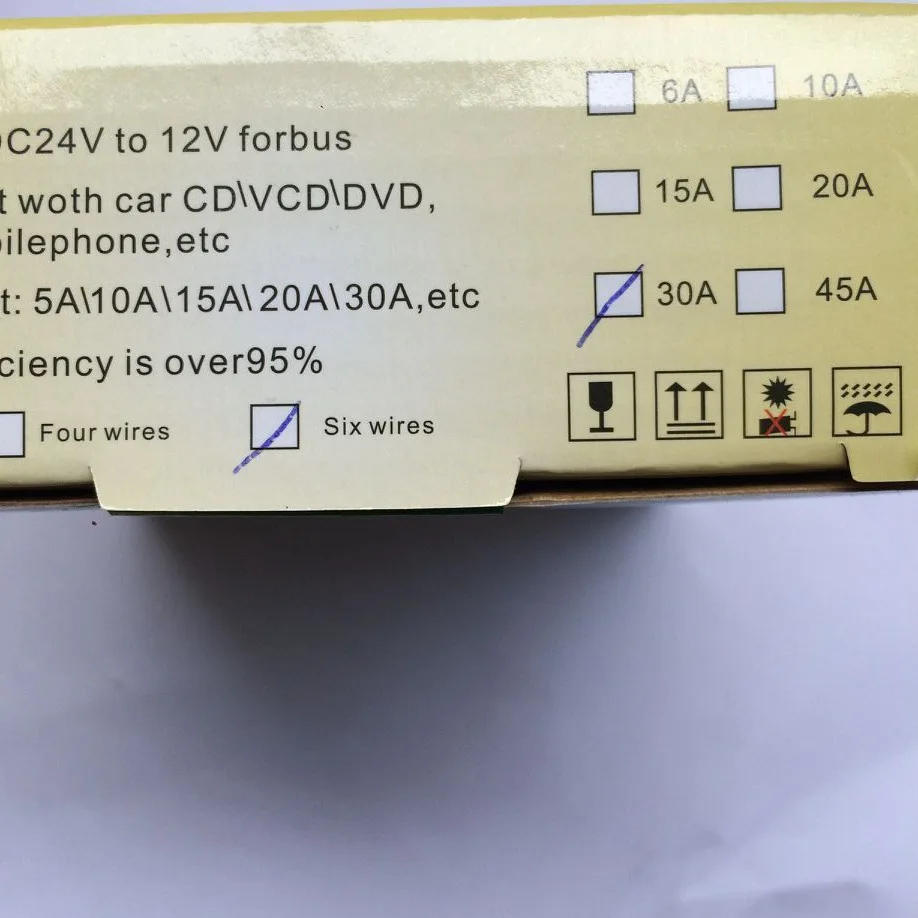 6A 10A
C24V to 12V forbus
t woth car CD\VCD\DVD,
15A 20A
ilephone,etc
t: 5A\10A\15A\20A\30A,etc
30A 45A
ciency is over95%
Four wires Six wires